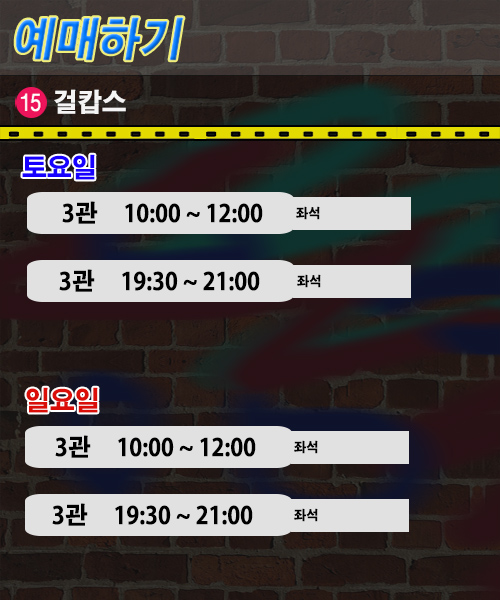 예매하기
15 걸캅스
토요일
3관 10:00 ~ 12:00 좌석
3관 19:30 ~ 21:00 좌석
일요일
3관 10:00 ~ 12:00 좌석
3관 19:30 ~ 21:00 좌석